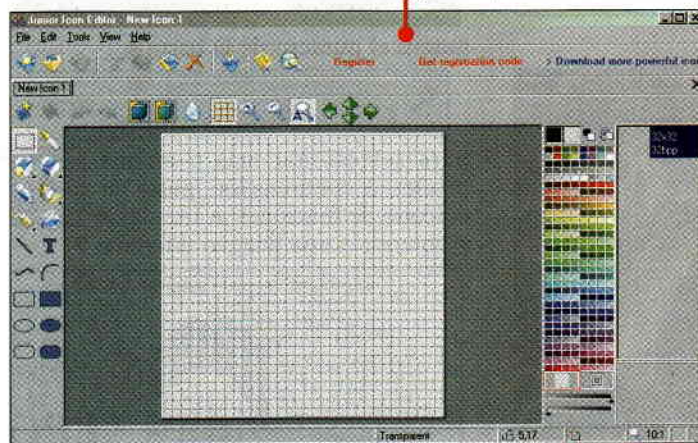 Junior Icon Editor - New Icon 1
File Edit Tools View Help
Register Get registration code > Download more powerful icon
New Icon 1
T
32x32
32bpp
Transparent 5,17 10:1